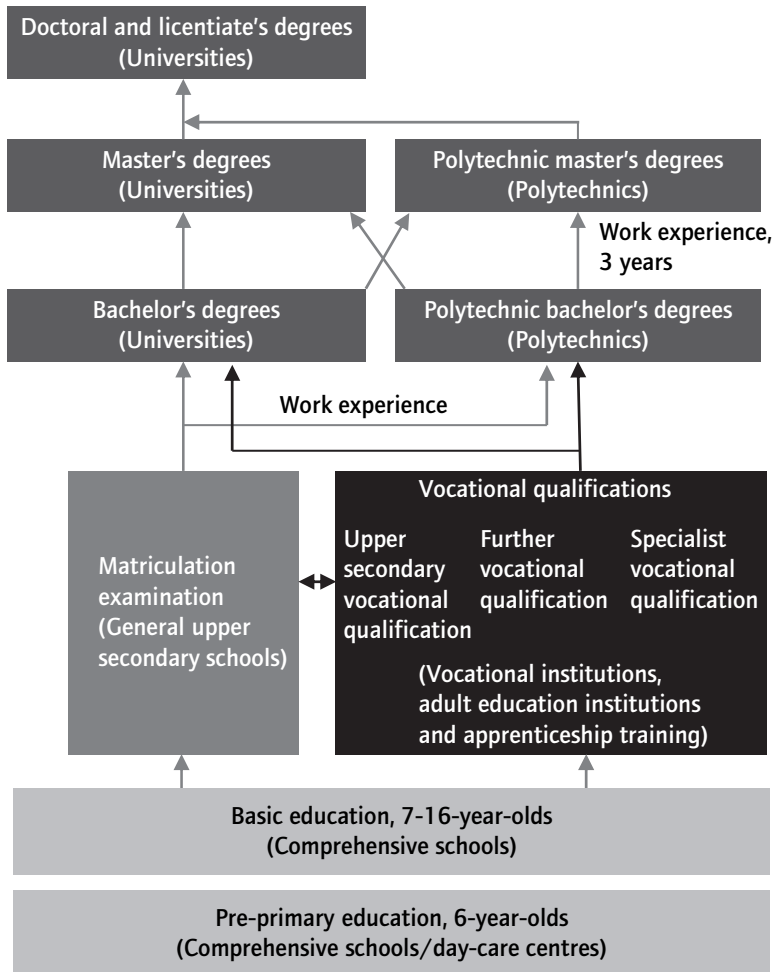 Doctoral and licentiate's degrees
(Universities)
Master's degrees
(Universities)
Polytechnic master's degrees
(Polytechnics)
Work experience,
3 years
Bachelor's degrees
(Universities)
Polytechnic bachelor's degrees
(Polytechnics)
Work experience
Matriculation
examination
(General upper
secondary schools)
Vocational qualifications
Upper
secondary
vocational
qualification
Further
vocational
qualification
Specialist
vocational
qualification
(Vocational institutions,
adult education institutions
and apprenticeship training)
Basic education, 7-16-year-olds
(Comprehensive schools)
Pre-primary education, 6-year-olds
(Comprehensive schools/day-care centres)